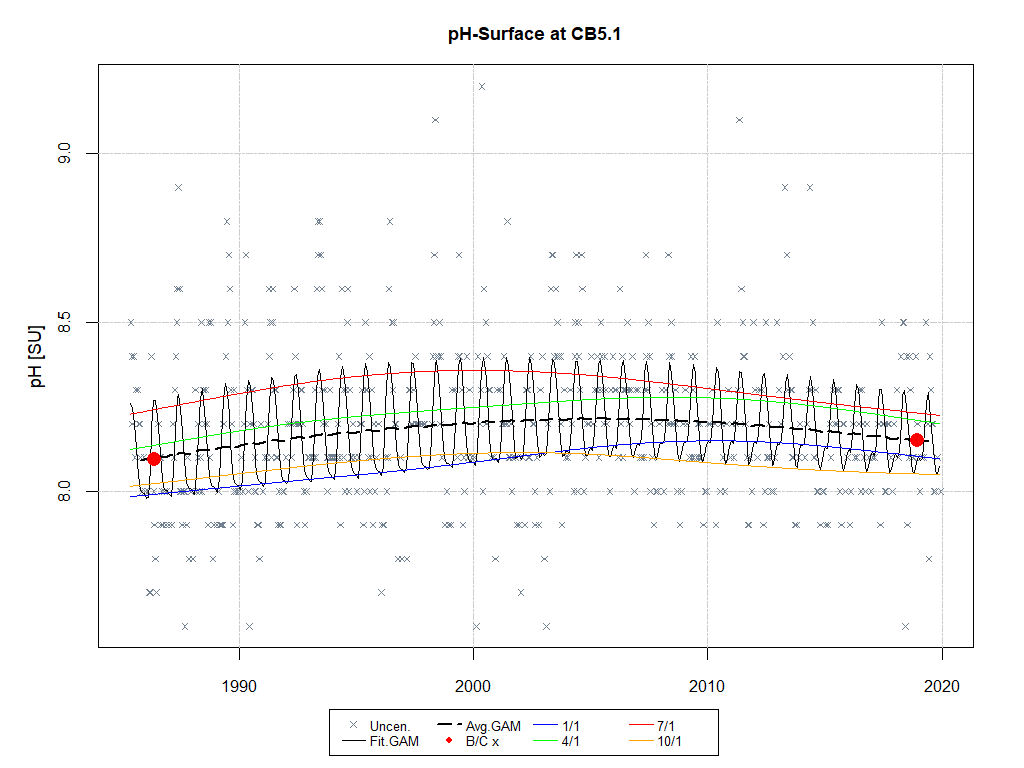 pH-Surface at CB5.1
pH [SU]
9.0
8.5
8.0
1990 2000 2010 2020
Uncen. Avg.GAM 1/1 7/1
Fit.GAM B/C x 4/1 10/1